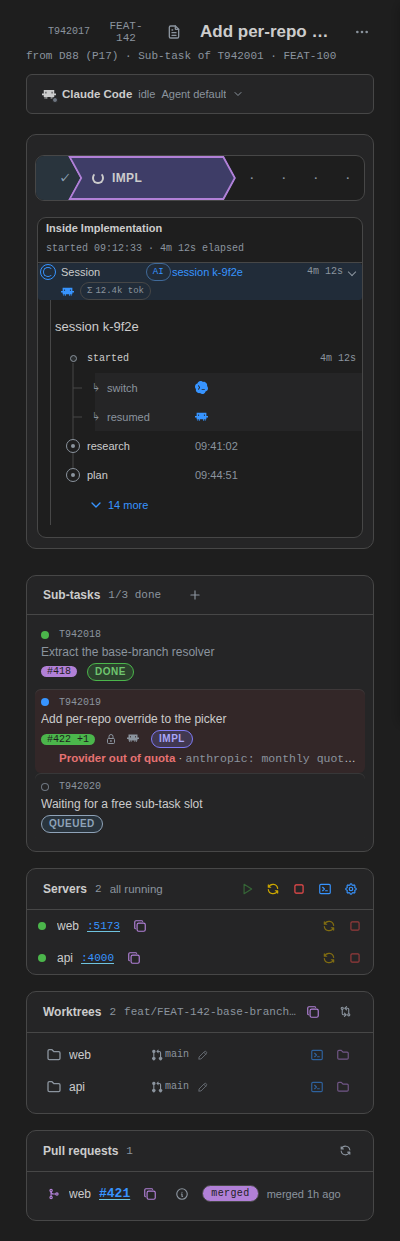 T942017 FEAT-142 Add per-repo …
from D88 (P17) · Sub-task of T942001 · FEAT-100
Claude Code idle Agent default
IMPL
Inside Implementation
started 09:12:33 · 4m 12s elapsed
Session AI session k-9f2e 4m 12s
Σ 12.4k tok
session k-9f2e
started 4m 12s
↳ switch
↳ resumed
research 09:41:02
plan 09:44:51
14 more
Sub-tasks 1/3 done
T942018
Extract the base-branch resolver
#418 DONE
T942019
Add per-repo override to the picker
#422 +1 IMPL
Provider out of quota · anthropic: monthly quot…
T942020
Waiting for a free sub-task slot
QUEUED
Servers 2 all running
web :5173
api :4000
Worktrees 2 feat/FEAT-142-base-branch…
web main
api main
Pull requests 1
web #421 merged merged 1h ago